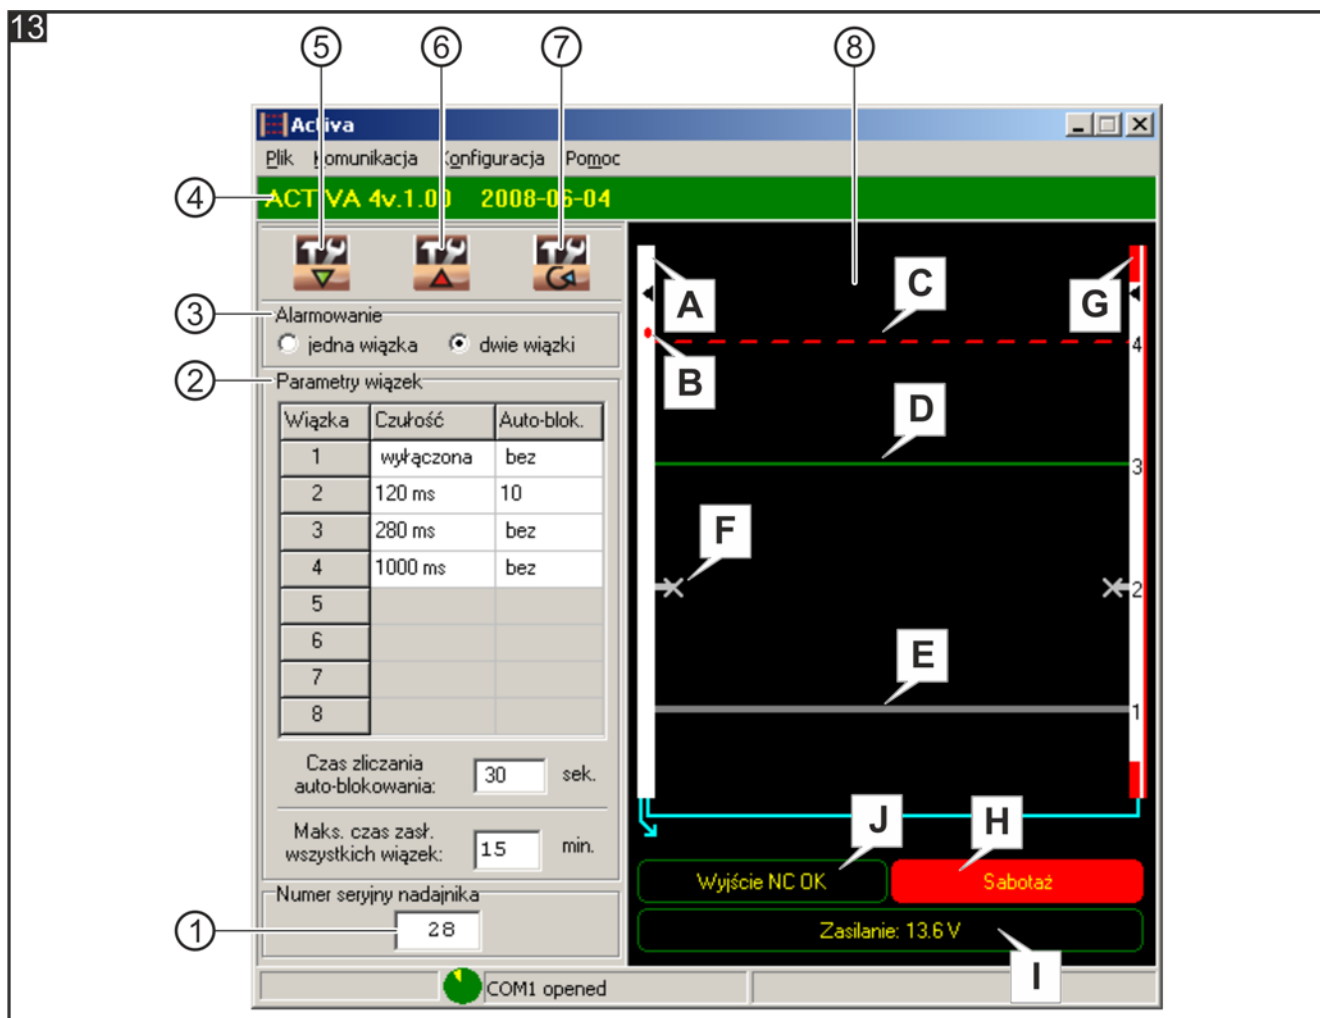 13
5 6 7 8
Activa
Plik Komunikacja Konfiguracja Pomoc
4
ACTIVA 4v.1.00 2008-06-04
A
C
G
3
Alarmowanie
jedna wiązka dwie wiązki
4
B
2
Parametry wiązek
D
Wiązka Czułość Auto-blok.
1 wyłączona bez
3
2 120 ms 10
3 280 ms bez
F
4 1000 ms bez
2
5
6
E
7
8
1
Czas zliczania
auto-blokowania: 30 sek.
Maks. czas zasł.
wszystkich wiązek: 15 min.
J
H
Wyjście NC OK
Sabotaż
Numer seryjny nadajnika
1
28
Zasilanie: 13.6 V
I
COM1 opened